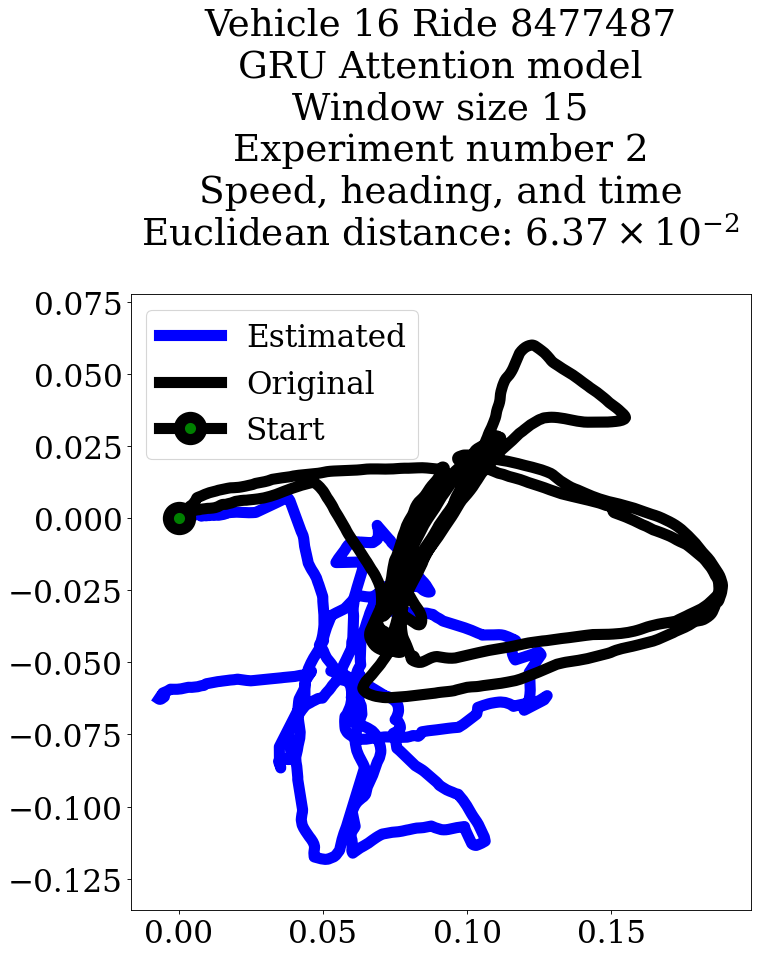 Vehicle 16 Ride 8477487
GRU Attention model
Window size 15
Experiment number 2
Speed, heading, and time
Euclidean distance: 6.37 × 10⁻²
0.075
0.050
0.025
0.000
−0.025
−0.050
−0.075
−0.100
−0.125
Estimated
Original
Start
0.00 0.05 0.10 0.15